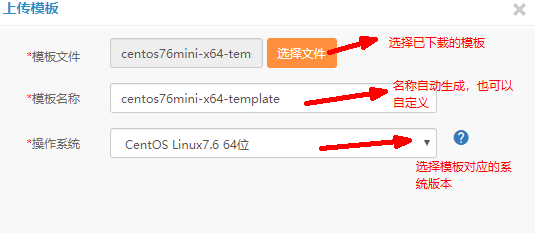 上传模板
*模板文件
centos76mini-x64-tem
选择文件
选择已下载的模板
*模板名称
centos76mini-x64-template
名称自动生成，也可以
自定义
*操作系统
CentOS Linux7.6 64位
?
选择模板对应的系
统版本